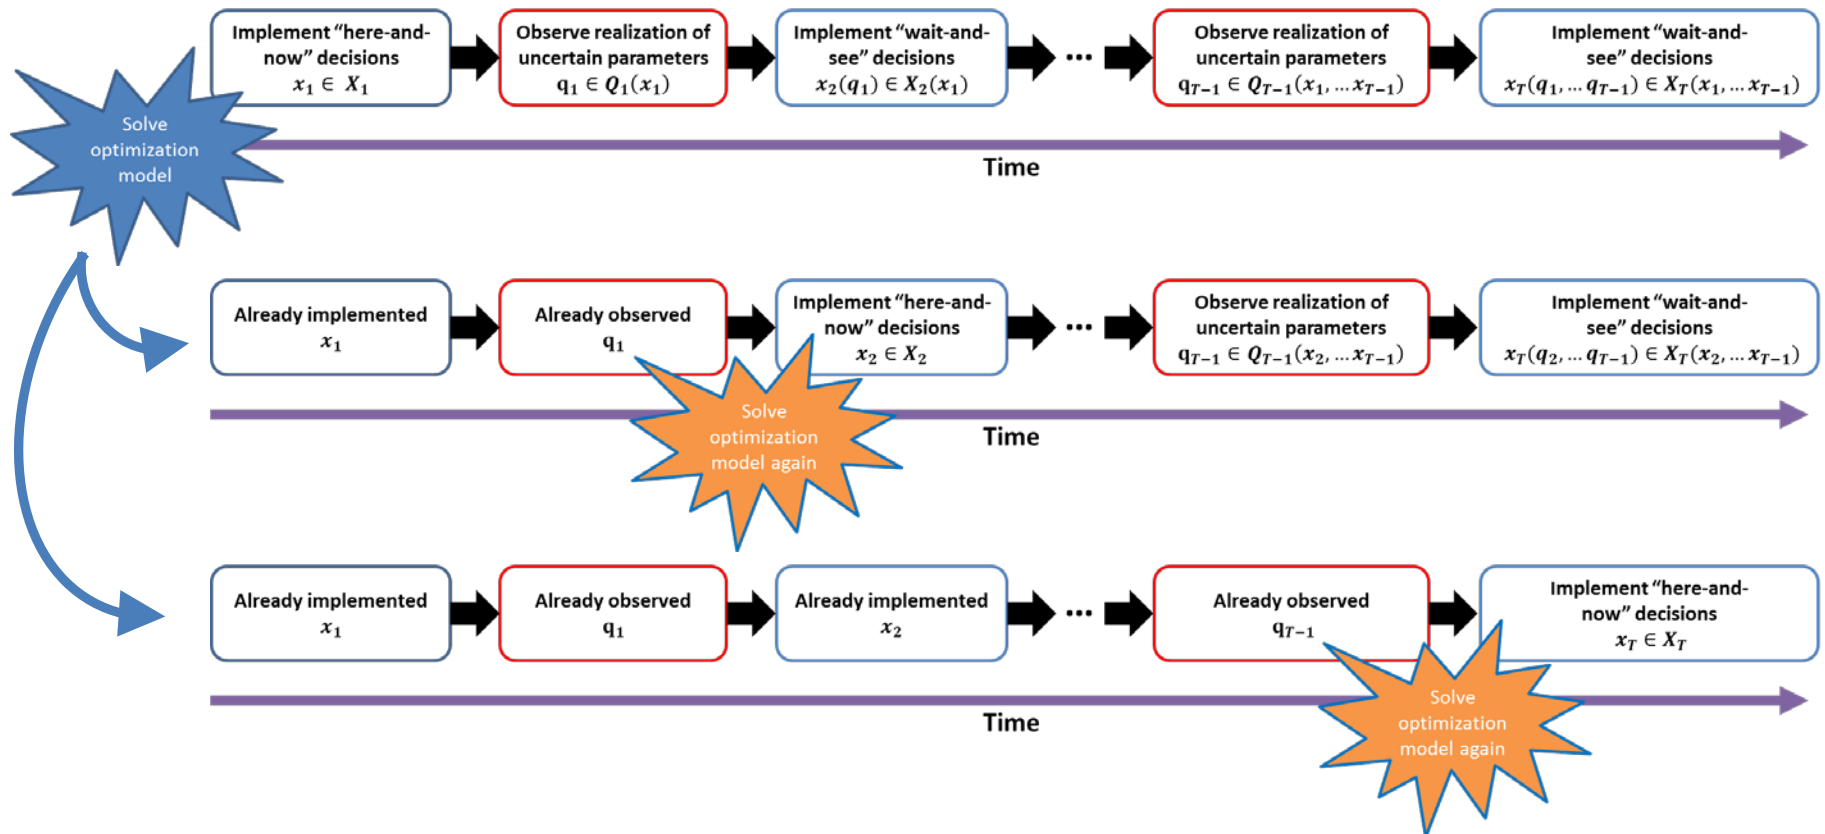 Implement “here-and-
now” decisions
x₁ ∈ X₁
Observe realization of
uncertain parameters
q₁ ∈ Q₁(x₁)
Implement “wait-and-
see” decisions
x₂(q₁) ∈ X₂(x₁)
...
Observe realization of
uncertain parameters
q_{T−1} ∈ Q_{T−1}(x₁, … x_{T−1})
Implement “wait-and-
see” decisions
x_T(q₁, … q_{T−1}) ∈ X_T(x₁, … x_{T−1})
Solve
optimization
model
Time
Already implemented
x₁
Already observed
q₁
Implement “here-and-
now” decisions
x₂ ∈ X₂
...
Observe realization of
uncertain parameters
q_{T−1} ∈ Q_{T−1}(x₂, … x_{T−1})
Implement “wait-and-
see” decisions
x_T(q₂, … q_{T−1}) ∈ X_T(x₂, … x_{T−1})
Solve
optimization
model again
Time
Already implemented
x₁
Already observed
q₁
Already implemented
x₂
...
Already observed
q_{T−1}
Implement “here-and-
now” decisions
x_T ∈ X_T
Solve
optimization
model again
Time